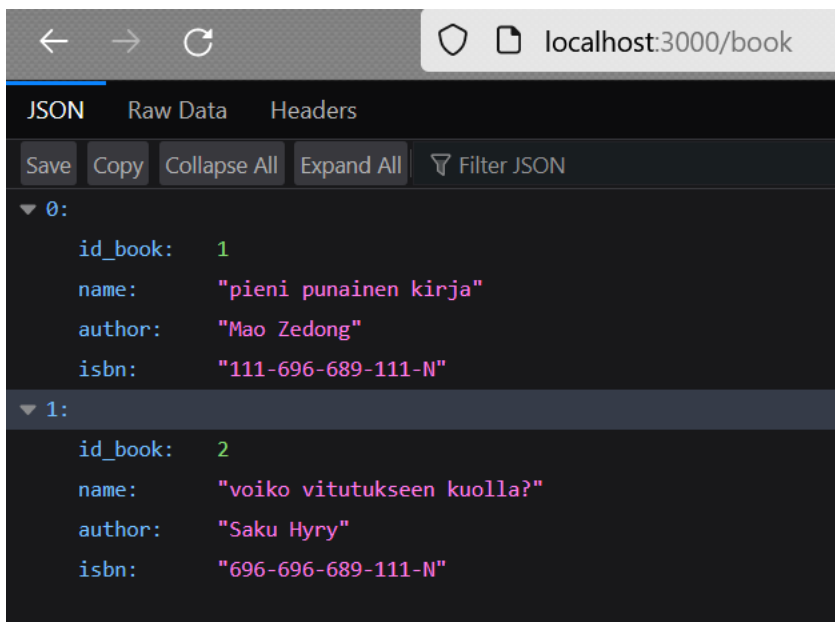 localhost:3000/book
JSON Raw Data Headers
Save Copy Collapse All Expand All Filter JSON
0:
id_book: 1
name: "pieni punainen kirja"
author: "Mao Zedong"
isbn: "111-696-689-111-N"
1:
id_book: 2
name: "voiko vitutukseen kuolla?"
author: "Saku Hyry"
isbn: "696-696-689-111-N"